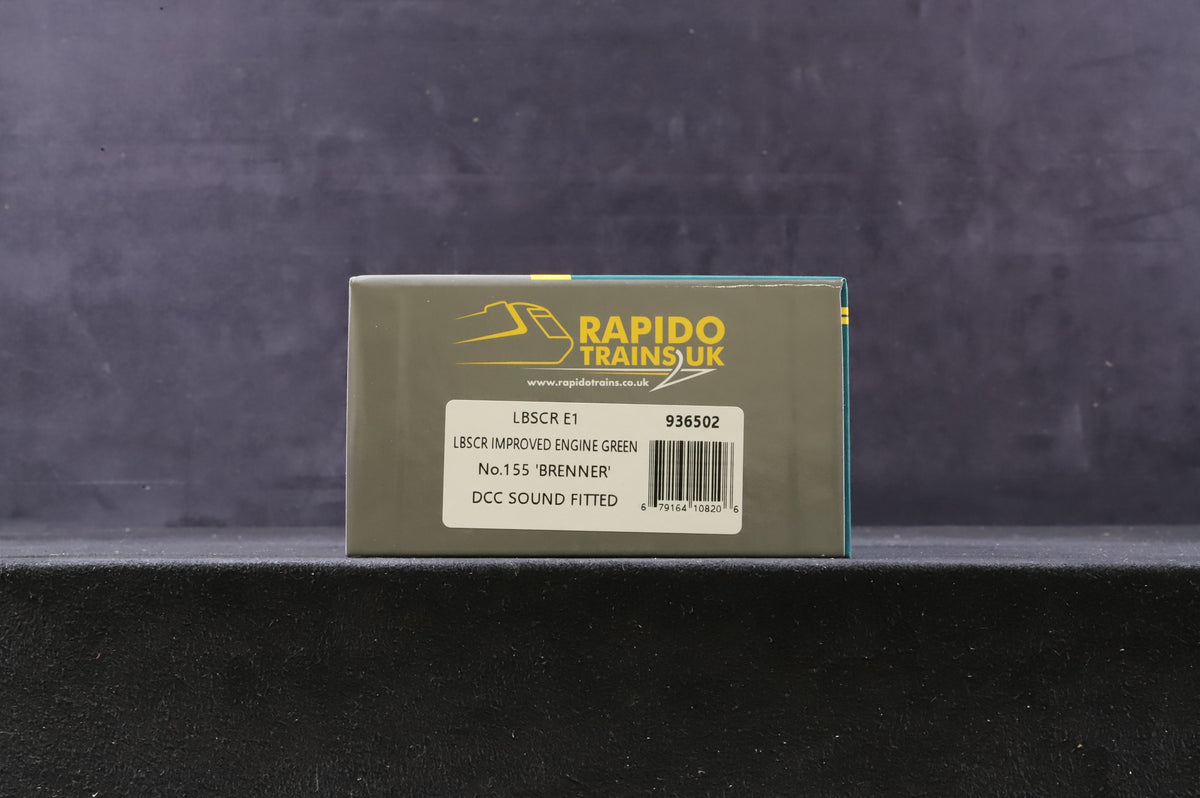 RAPIDO
TRAINS UK
www.rapidotrains.co.uk
LBSCR E1
936502
LBSCR IMPROVED ENGINE GREEN
No.155 'BRENNER'
DCC SOUND FITTED
6 79164 10820 6